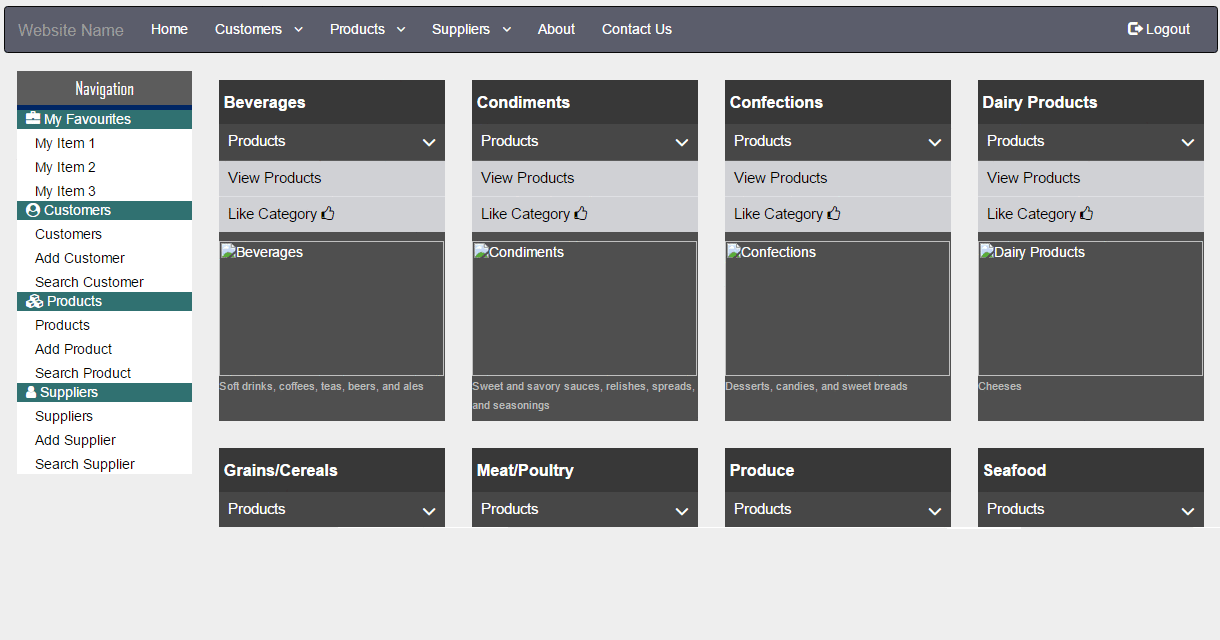 Website Name Home Customers Products Suppliers About Contact Us Logout
Navigation
My Favourites
My Item 1
My Item 2
My Item 3
Customers
Customers
Add Customer
Search Customer
Products
Products
Add Product
Search Product
Suppliers
Suppliers
Add Supplier
Search Supplier
Beverages
Products
View Products
Like Category
Beverages
Soft drinks, coffees, teas, beers, and ales
Condiments
Products
View Products
Like Category
Condiments
Sweet and savory sauces, relishes, spreads,
and seasonings
Confections
Products
View Products
Like Category
Confections
Desserts, candies, and sweet breads
Dairy Products
Products
View Products
Like Category
Dairy Products
Cheeses
Grains/Cereals
Products
Meat/Poultry
Products
Produce
Products
Seafood
Products